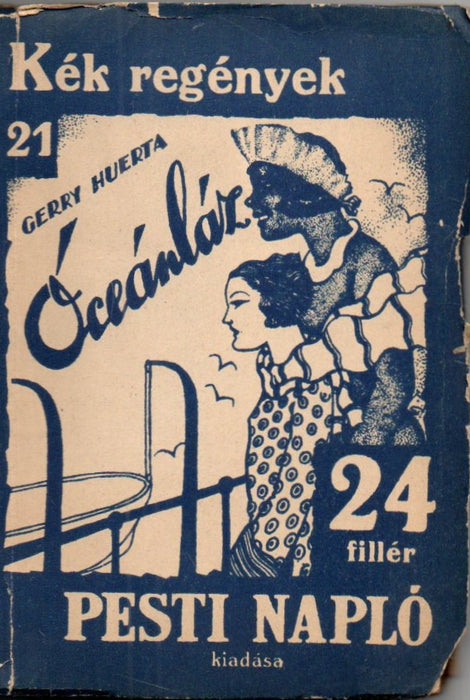 Kék regények
21
GERRY HUERTA
Óceánláz
24
fillér
PESTI NAPLÓ
kiadása